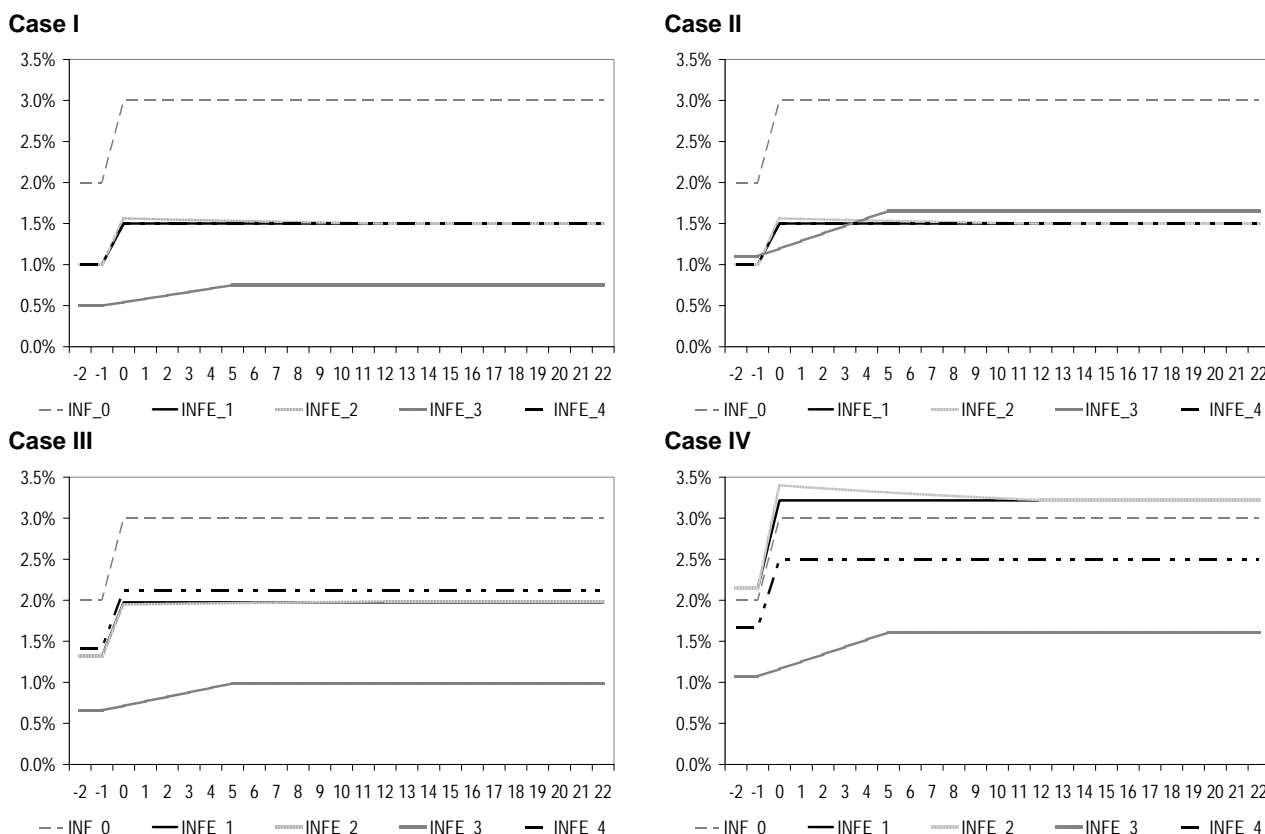 Case I
3.5%
3.0%
2.5%
2.0%
1.5%
1.0%
0.5%
0.0%
-2 -1 0 1 2 3 4 5 6 7 8 9 10 11 12 13 14 15 16 17 18 19 20 21 22
INF_0 INFE_1 INFE_2 INFE_3 INFE_4
Case II
3.5%
3.0%
2.5%
2.0%
1.5%
1.0%
0.5%
0.0%
-2 -1 0 1 2 3 4 5 6 7 8 9 10 11 12 13 14 15 16 17 18 19 20 21 22
INF_0 INFE_1 INFE_2 INFE_3 INFE_4
Case III
3.5%
3.0%
2.5%
2.0%
1.5%
1.0%
0.5%
0.0%
-2 -1 0 1 2 3 4 5 6 7 8 9 10 11 12 13 14 15 16 17 18 19 20 21 22
INF_0 INFE_1 INFE_2 INFE_3 INFE_4
Case IV
3.5%
3.0%
2.5%
2.0%
1.5%
1.0%
0.5%
0.0%
-2 -1 0 1 2 3 4 5 6 7 8 9 10 11 12 13 14 15 16 17 18 19 20 21 22
INF_0 INFE_1 INFE_2 INFE_3 INFE_4